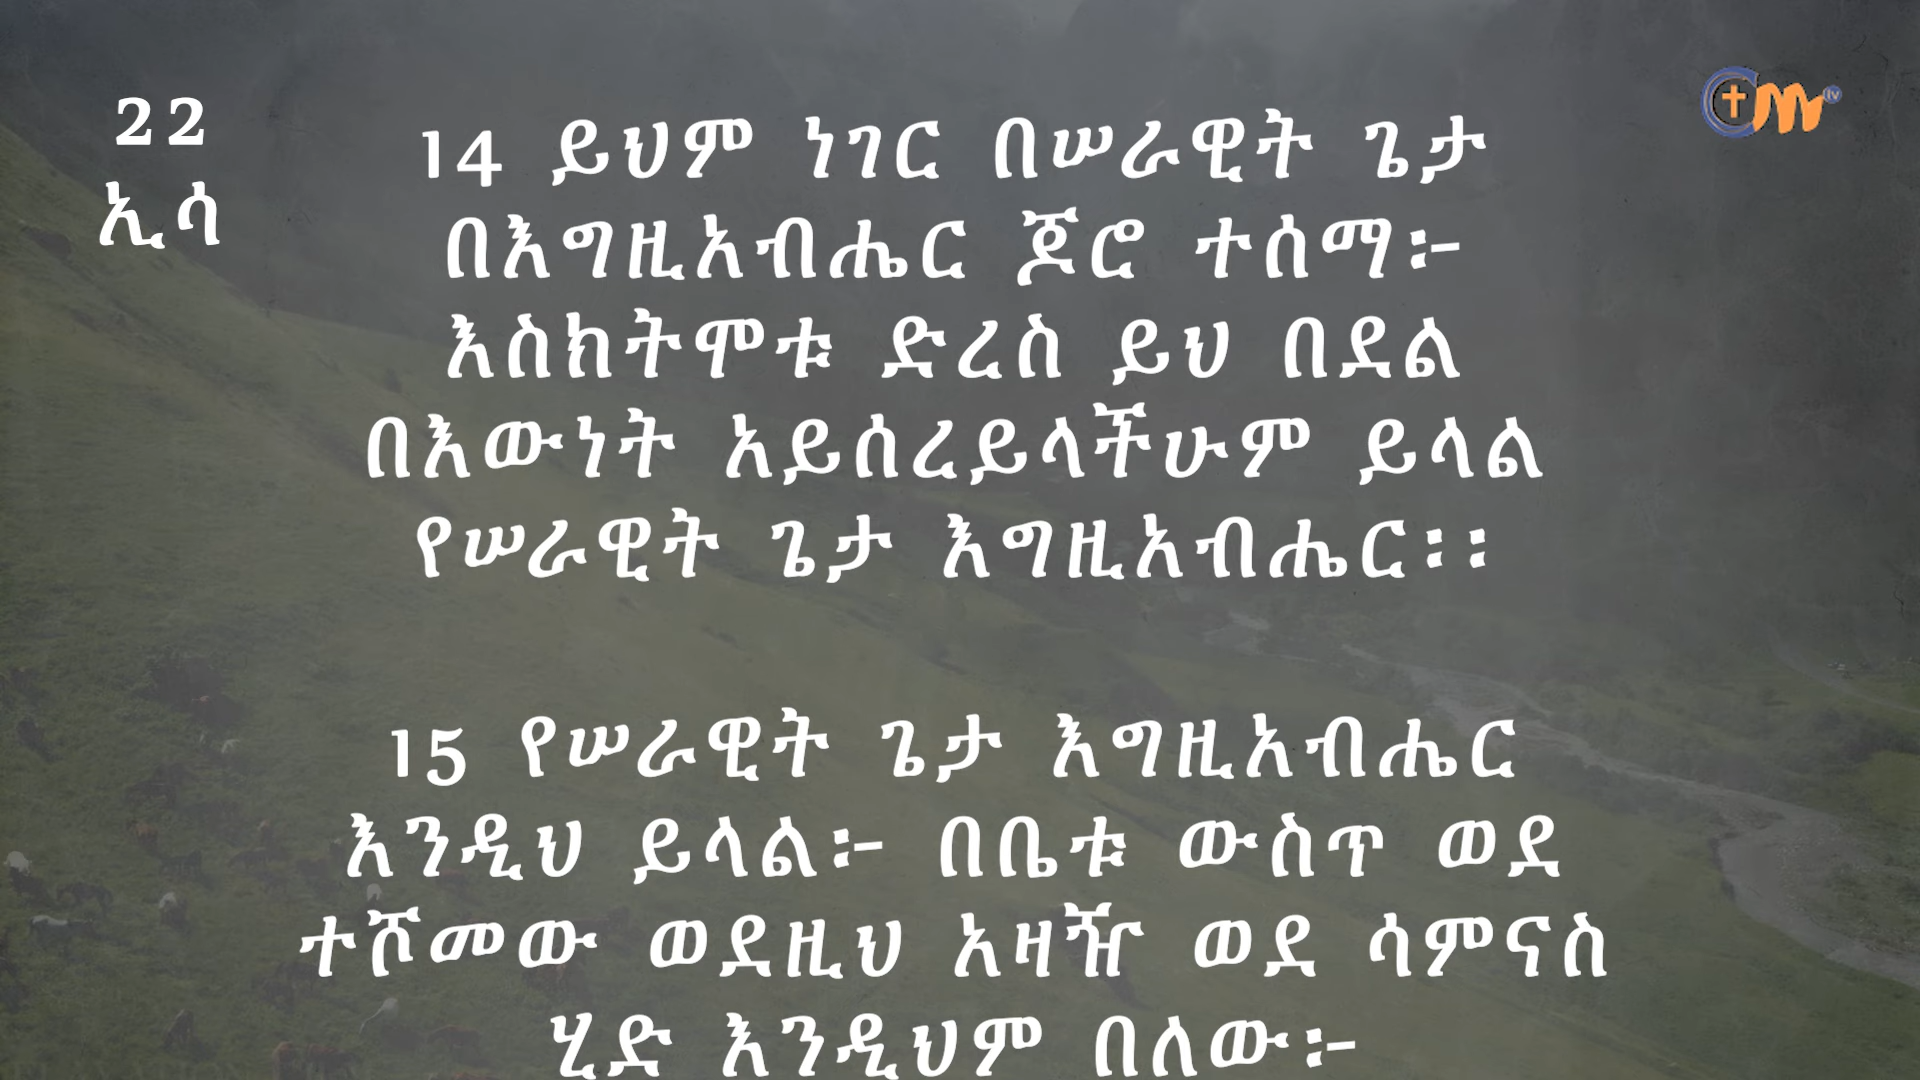 22
ኢሳ
14 ይህም ነገር በሠራዊት ጌታ
በእግዚአብሔር ጆሮ ተሰማ፦
እስክትሞቱ ድረስ ይህ በደል
በእውነት አይሰረይላችሁም ይላል
የሠራዊት ጌታ እግዚአብሔር፡፡
15 የሠራዊት ጌታ እግዚአብሔር
እንዲህ ይላል፦ በቤቱ ውስጥ ወደ
ተሾመው ወደዚህ አዛዥ ወደ ሳምናስ
ሂድ እንዲህም በለው፦